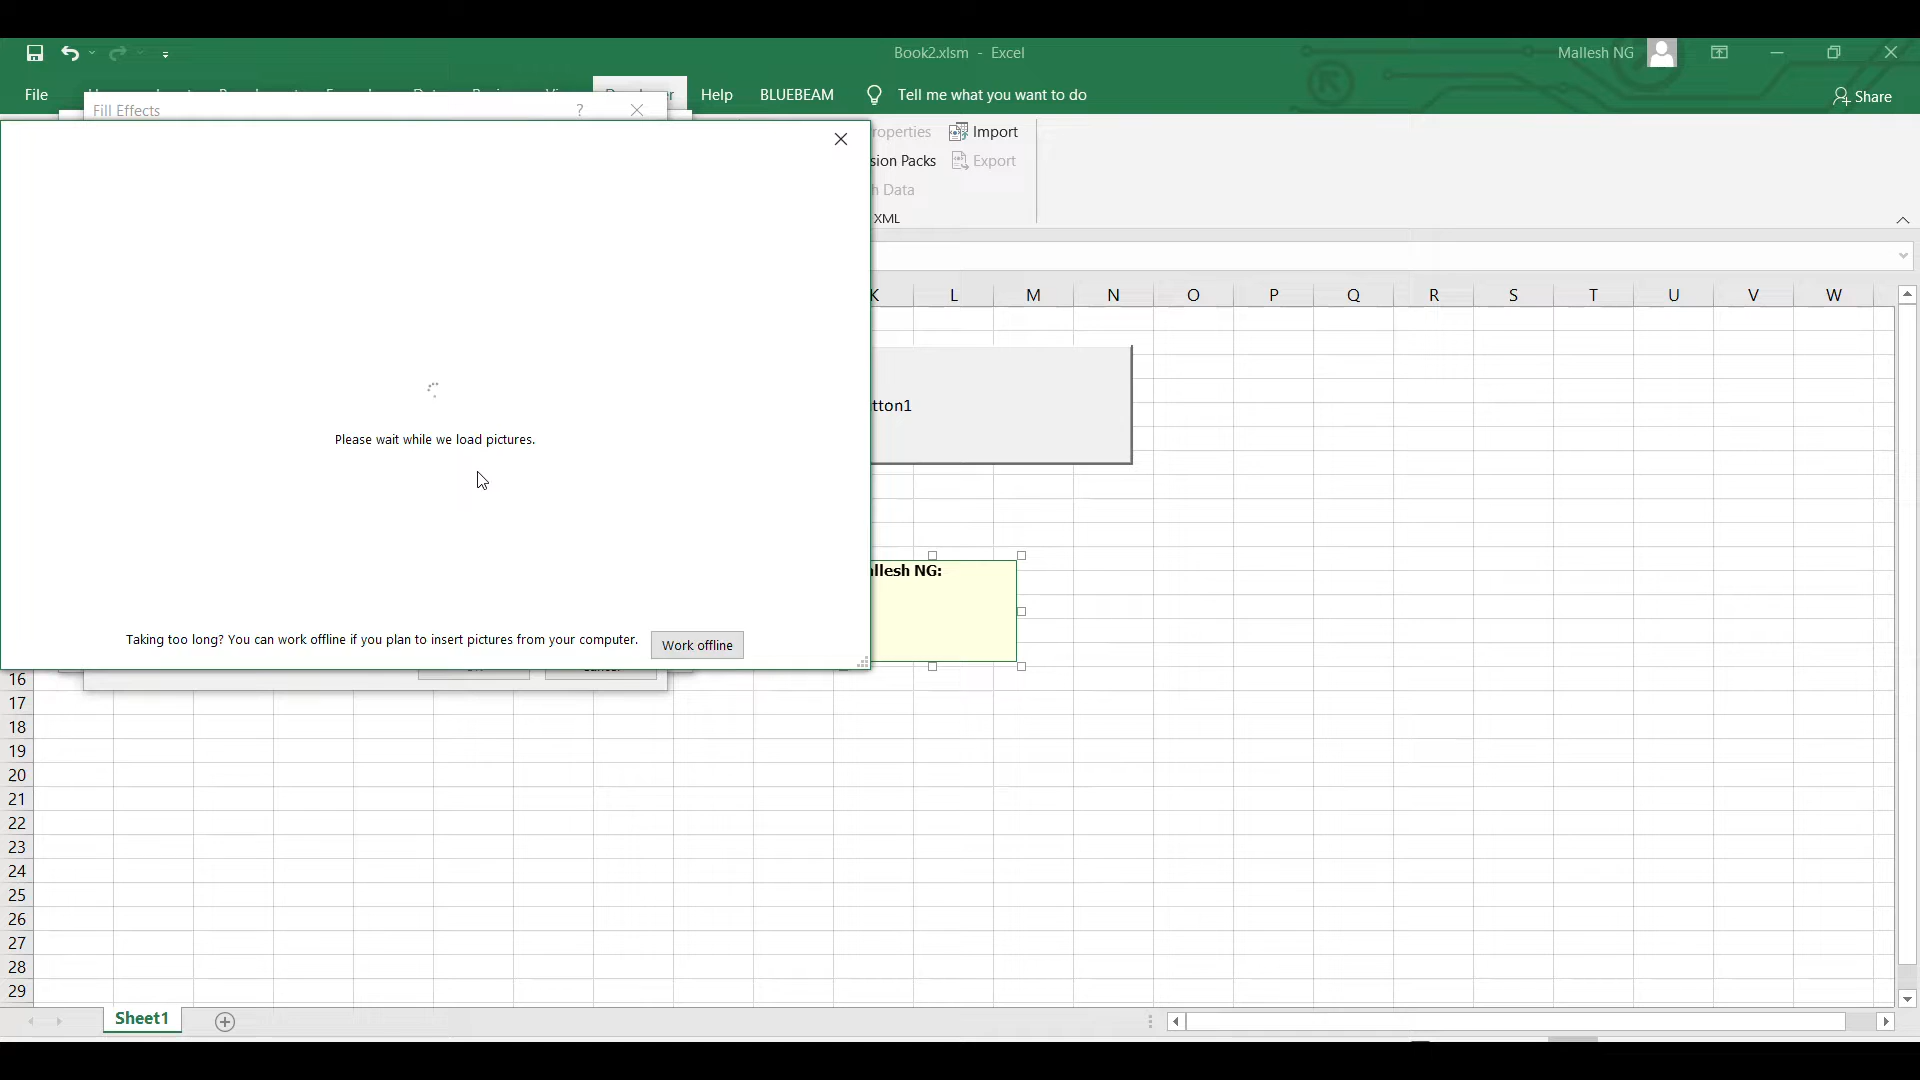 Book2.xlsm - Excel
Mallesh NG
File
Help
BLUEBEAM
Tell me what you want to do
Share
Fill Effects
?
Import
sion Packs
Export
Data
XML
K L M N O P Q R S T U V W
tton1
Please wait while we load pictures.
llesh NG:
Taking too long? You can work offline if you plan to insert pictures from your computer.
Work offline
16
17
18
19
20
21
22
23
24
25
26
27
28
29
Sheet1